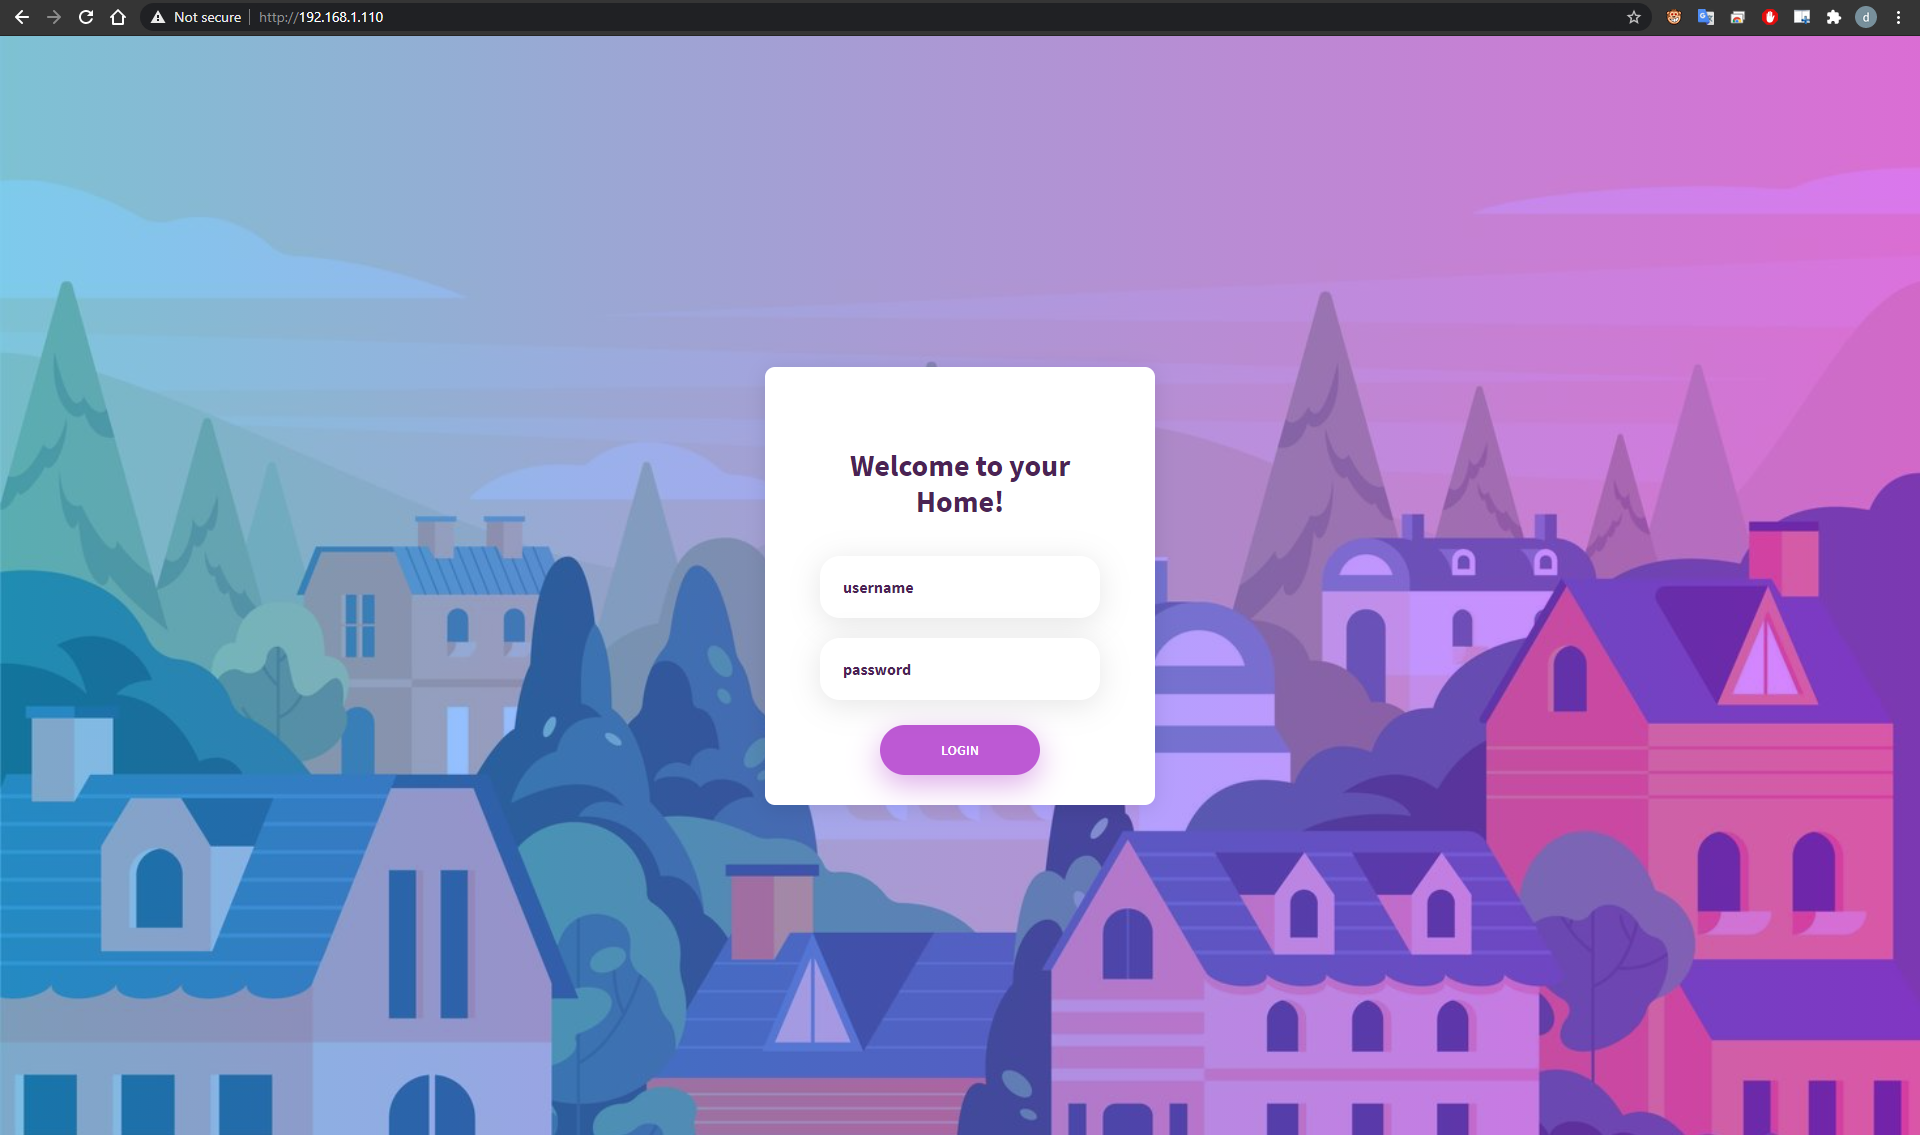 Not secure
http://192.168.1.110
d
Welcome to your
Home!
username
password
LOGIN